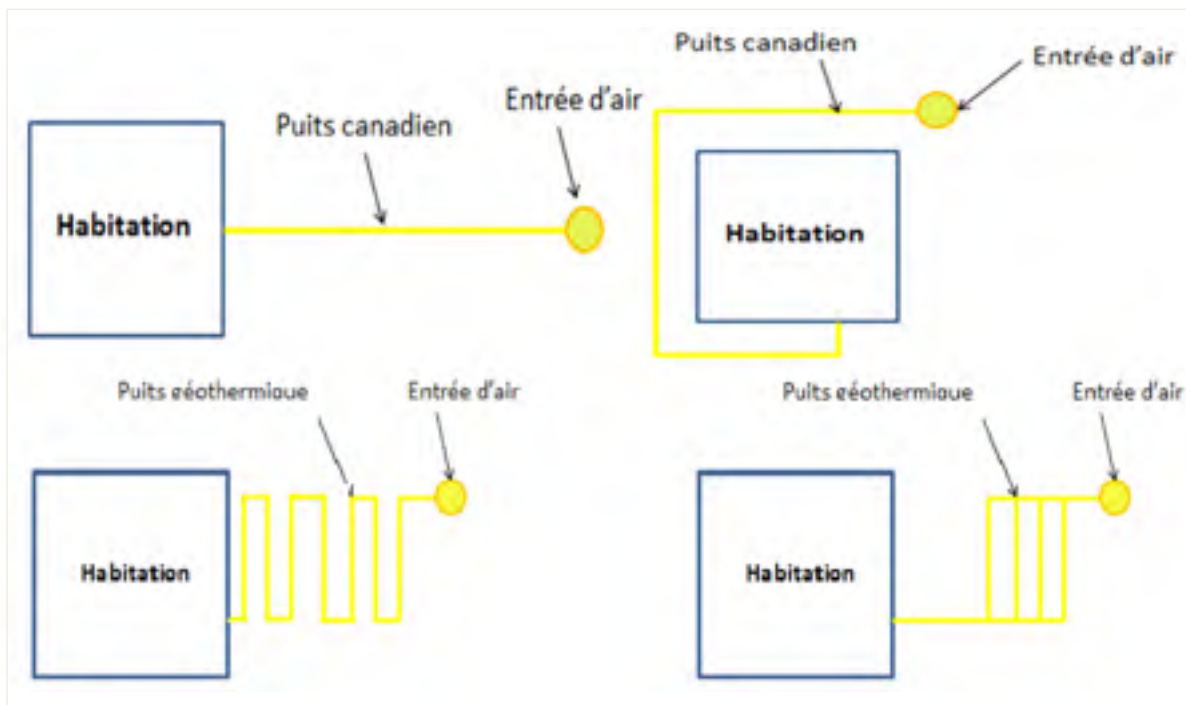 Puits canadien
Entrée d'air
Habitation
Puits canadien
Entrée d'air
Habitation
Puits géothermique
Entrée d'air
Habitation
Puits géothermique
Entrée d'air
Habitation